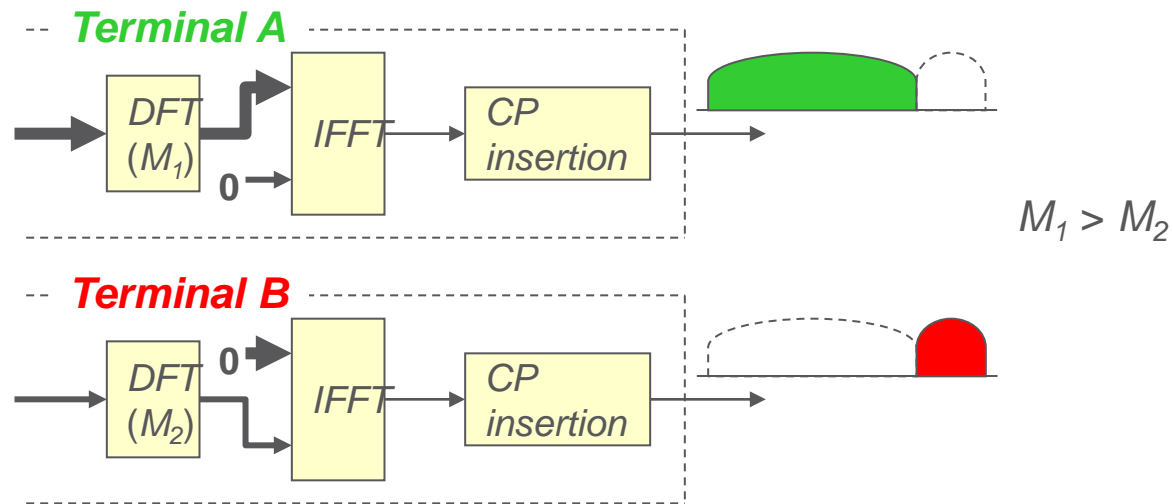 Terminal A
DFT
(M₁)
0
IFFT
CP
insertion
M₁ > M₂
Terminal B
DFT
(M₂)
0
IFFT
CP
insertion